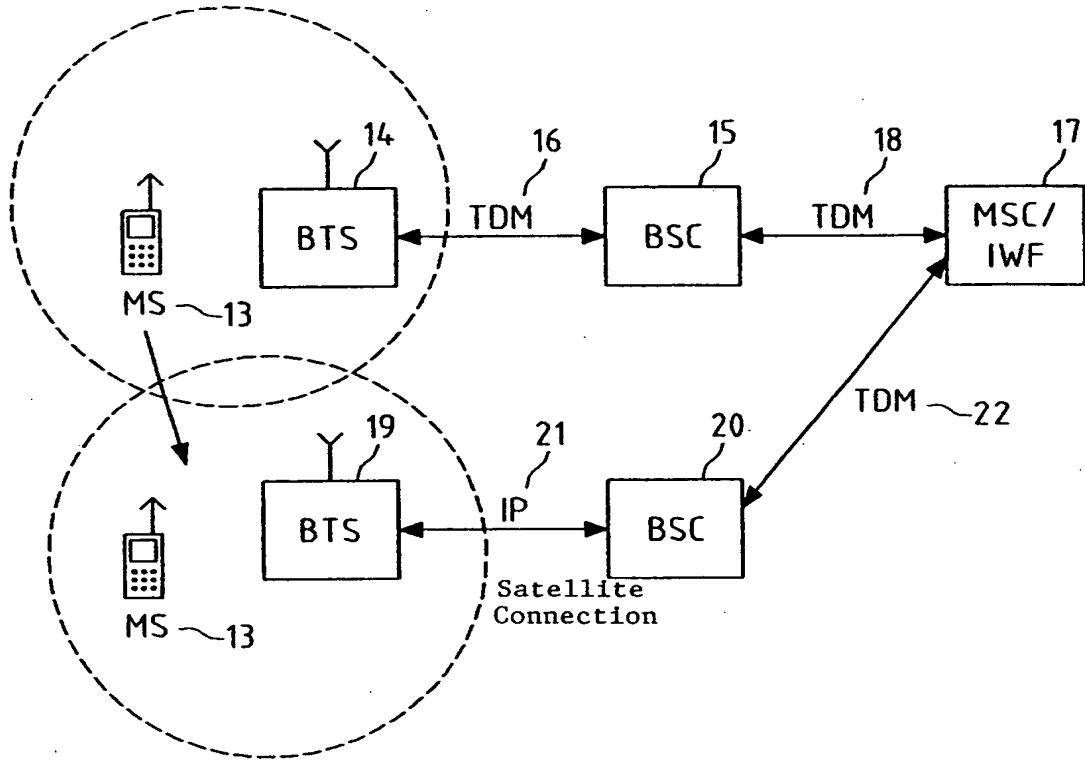 14
16
15
18
17
BTS
TDM
BSC
TDM
MSC/
IWF
MS 13
TDM 22
19
21
20
BTS
IP
BSC
Satellite
Connection
MS 13